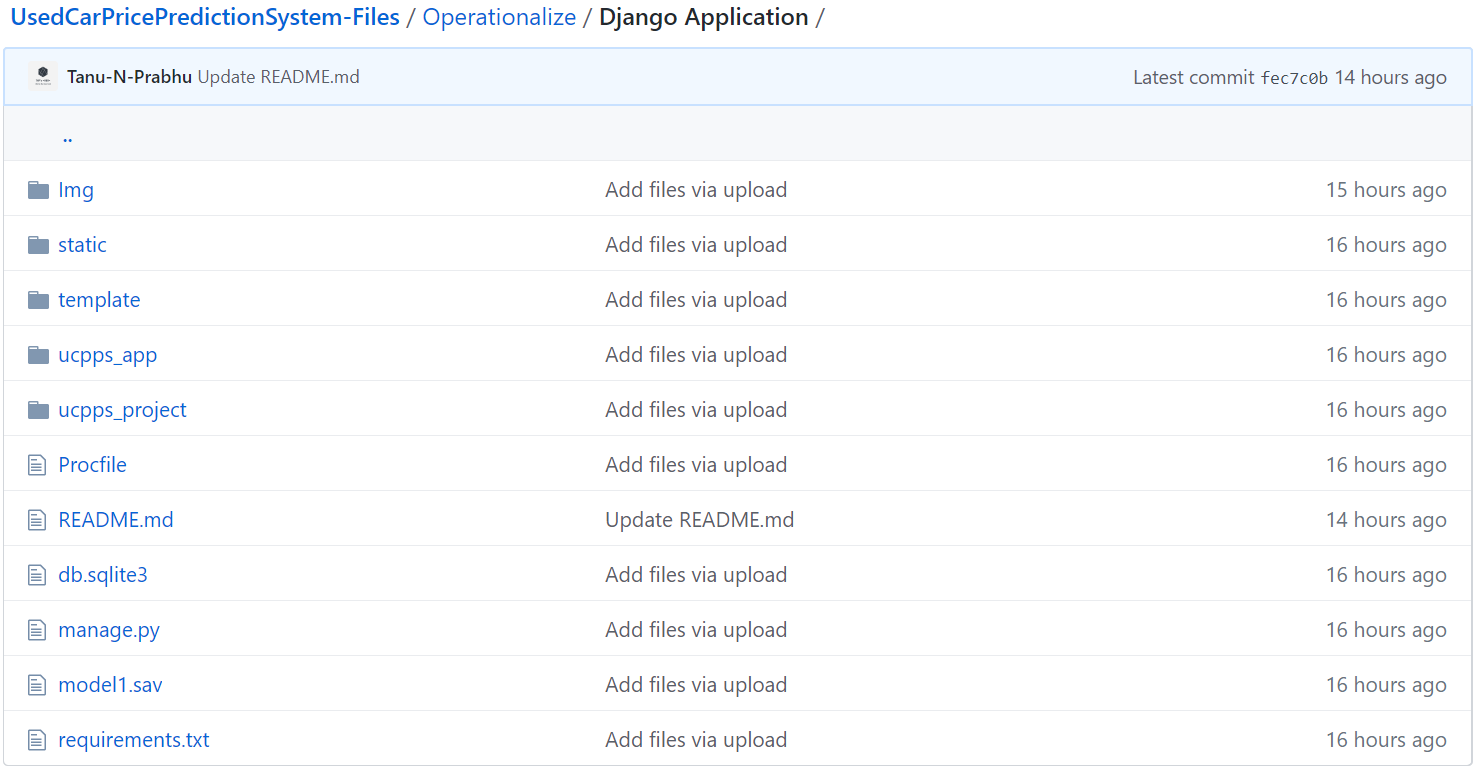 UsedCarPricePredictionSystem-Files / Operationalize / Django Application /
Tanu-N-Prabhu Update README.md Latest commit fec7c0b 14 hours ago
..
Img Add files via upload 15 hours ago
static Add files via upload 16 hours ago
template Add files via upload 16 hours ago
ucpps_app Add files via upload 16 hours ago
ucpps_project Add files via upload 16 hours ago
Procfile Add files via upload 16 hours ago
README.md Update README.md 14 hours ago
db.sqlite3 Add files via upload 16 hours ago
manage.py Add files via upload 16 hours ago
model1.sav Add files via upload 16 hours ago
requirements.txt Add files via upload 16 hours ago